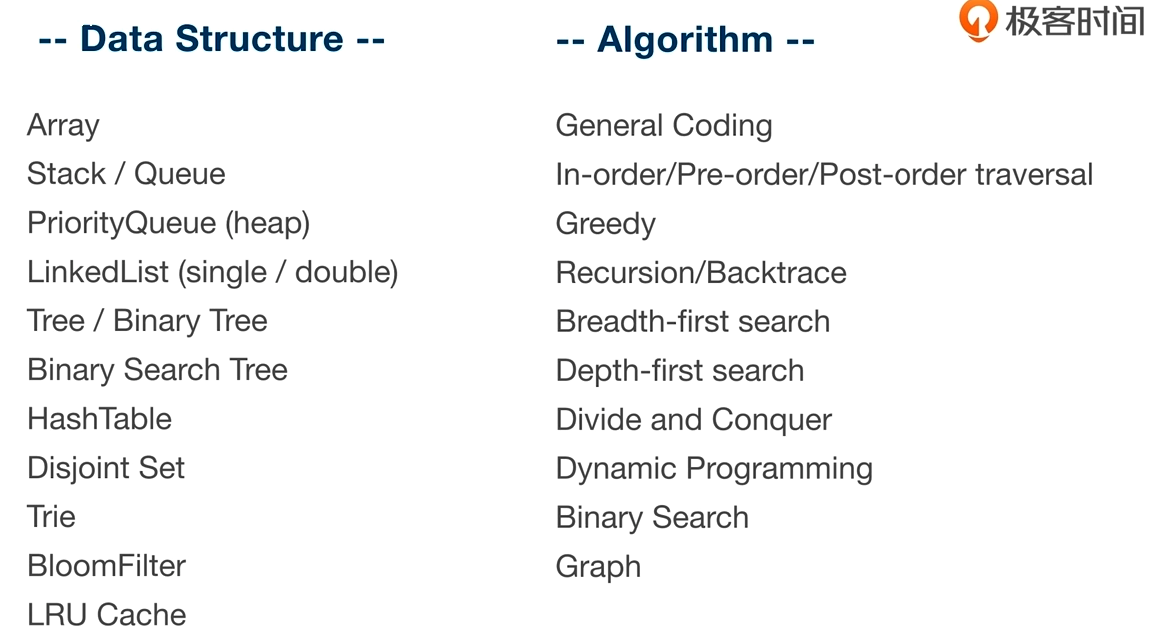 -- Data Structure --
Array
Stack / Queue
PriorityQueue (heap)
LinkedList (single / double)
Tree / Binary Tree
Binary Search Tree
HashTable
Disjoint Set
Trie
BloomFilter
LRU Cache
-- Algorithm --
General Coding
In-order/Pre-order/Post-order traversal
Greedy
Recursion/Backtrace
Breadth-first search
Depth-first search
Divide and Conquer
Dynamic Programming
Binary Search
Graph
极客时间